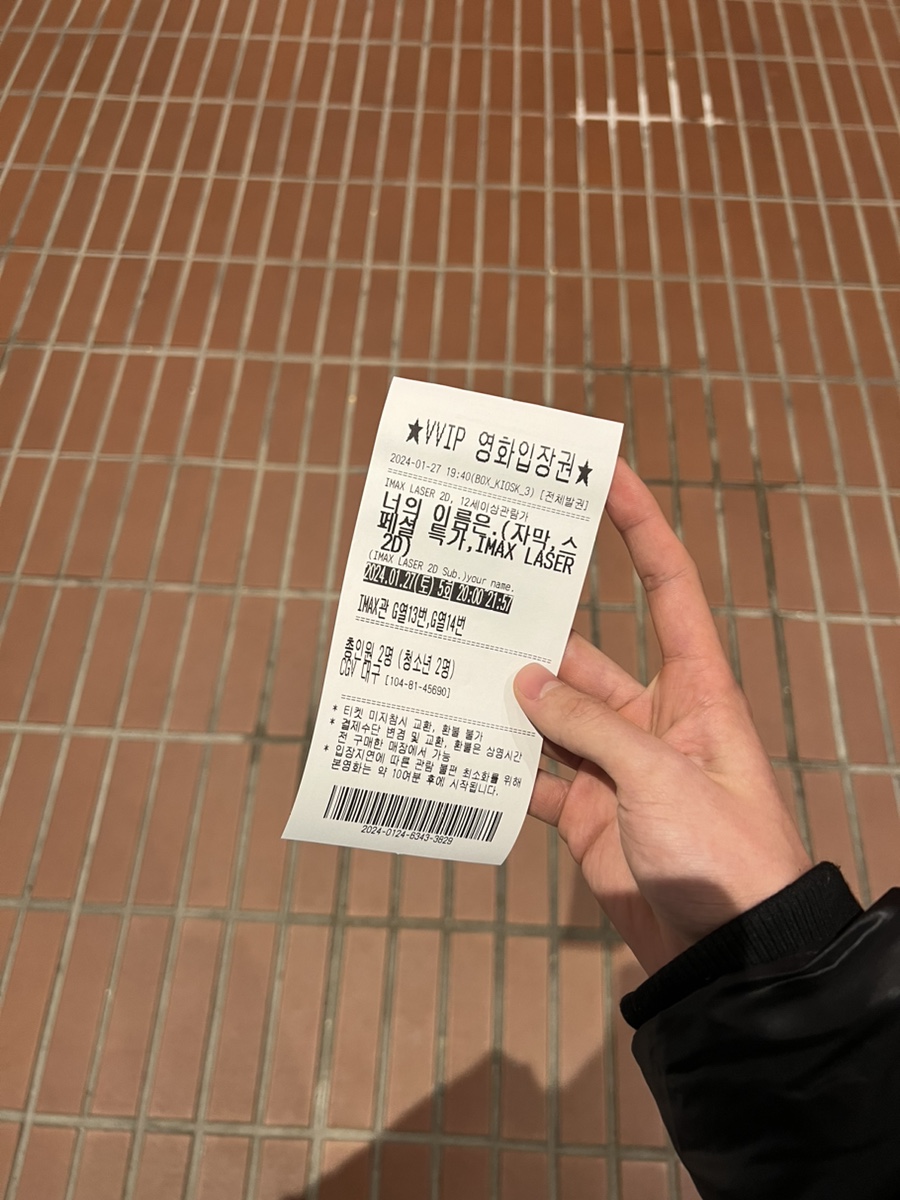 ★VVIP 영화입장권★
2024-01-27 19:40(BOX_KIOSK_3) [전체발권]
IMAX LASER 2D, 12세이상관람가
너의 이름은.(자막,스
페셜 특가,IMAX LASER
2D)
(IMAX LASER 2D Sub.)your name.
2024.01.27(토) 5회 20:00~21:57
IMAX관 G열13번,G열14번
총인원 2명 (청소년 2명)
CGV 대구 [104-81-45690]
* 티켓 미지참시 교환, 환불 불가
* 결제수단 변경 및 교환, 환불은 상영시간
전 구매한 매장에서 가능
* 입장지연에 따른 관람 불편 최소화를 위해
본영화는 약 10여분 후에 시작됩니다.
2024-0124-6343-3829